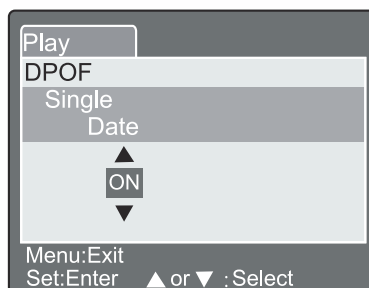 Play
DPOF
Single
Date
▲
ON
▼
Menu:Exit
Set:Enter ▲ or ▼ :Select